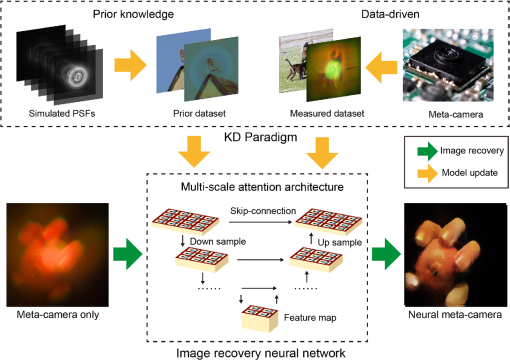 Prior knowledge
Data-driven
Simulated PSFs
Prior dataset
Measured dataset
Meta-camera
KD Paradigm
Image recovery
Model update
Multi-scale attention architecture
Skip-connection
Down sample
Up sample
......
......
Feature map
Meta-camera only
Neural meta-camera
Image recovery neural network